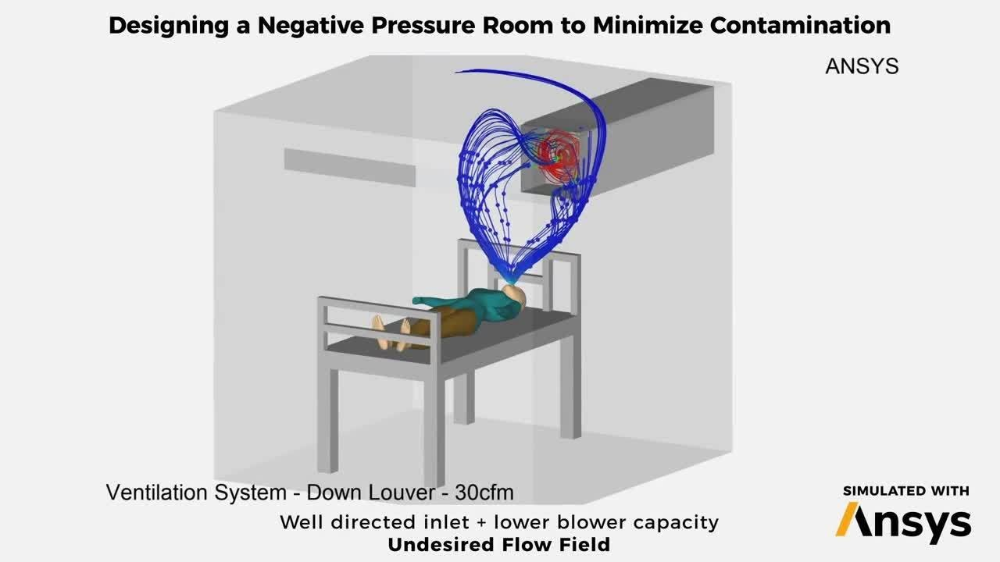 Designing a Negative Pressure Room to Minimize Contamination
ANSYS
Ventilation System - Down Louver - 30cfm
Well directed inlet + lower blower capacity
Undesired Flow Field
SIMULATED WITH
Ansys